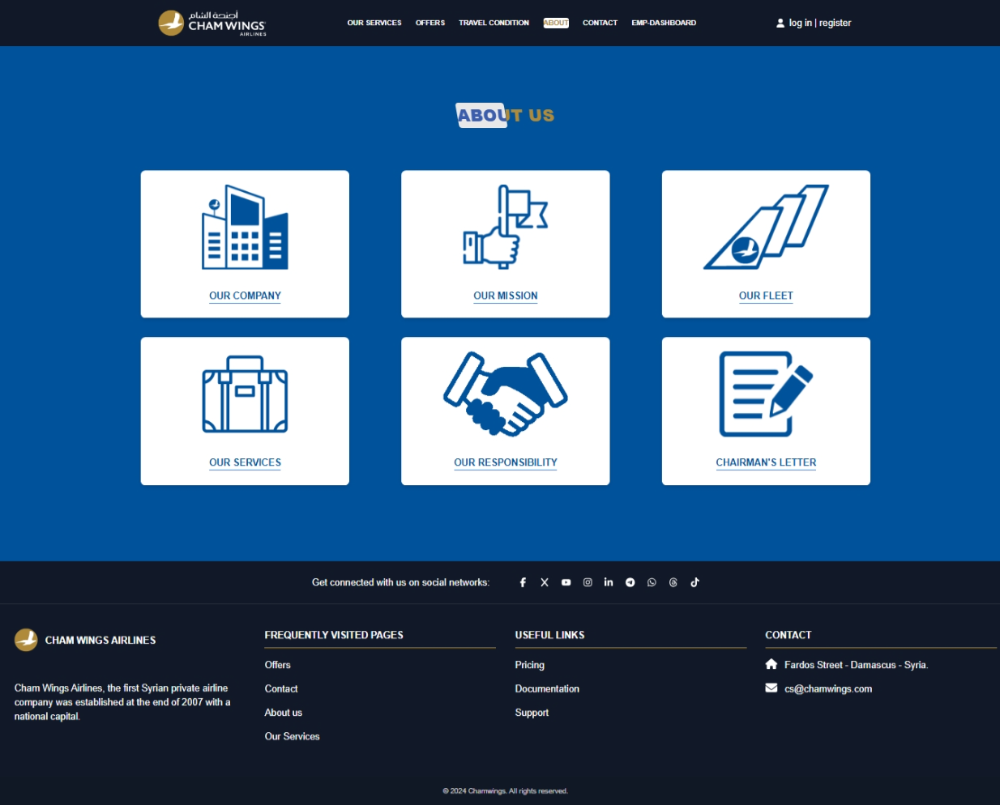 أجنحة الشام
CHAM WINGS
AIRLINES
OUR SERVICES OFFERS TRAVEL CONDITION ABOUT CONTACT EMP-DASHBOARD
log in | register
ABOUT US
OUR COMPANY
OUR MISSION
OUR FLEET
OUR SERVICES
OUR RESPONSIBILITY
CHAIRMAN'S LETTER
Get connected with us on social networks:
CHAM WINGS AIRLINES
Cham Wings Airlines, the first Syrian private airline
company was established at the end of 2007 with a
national capital.
FREQUENTLY VISITED PAGES
Offers
Contact
About us
Our Services
USEFUL LINKS
Pricing
Documentation
Support
CONTACT
Fardos Street - Damascus - Syria.
cs@chamwings.com
© 2024 Chamwings. All rights reserved.